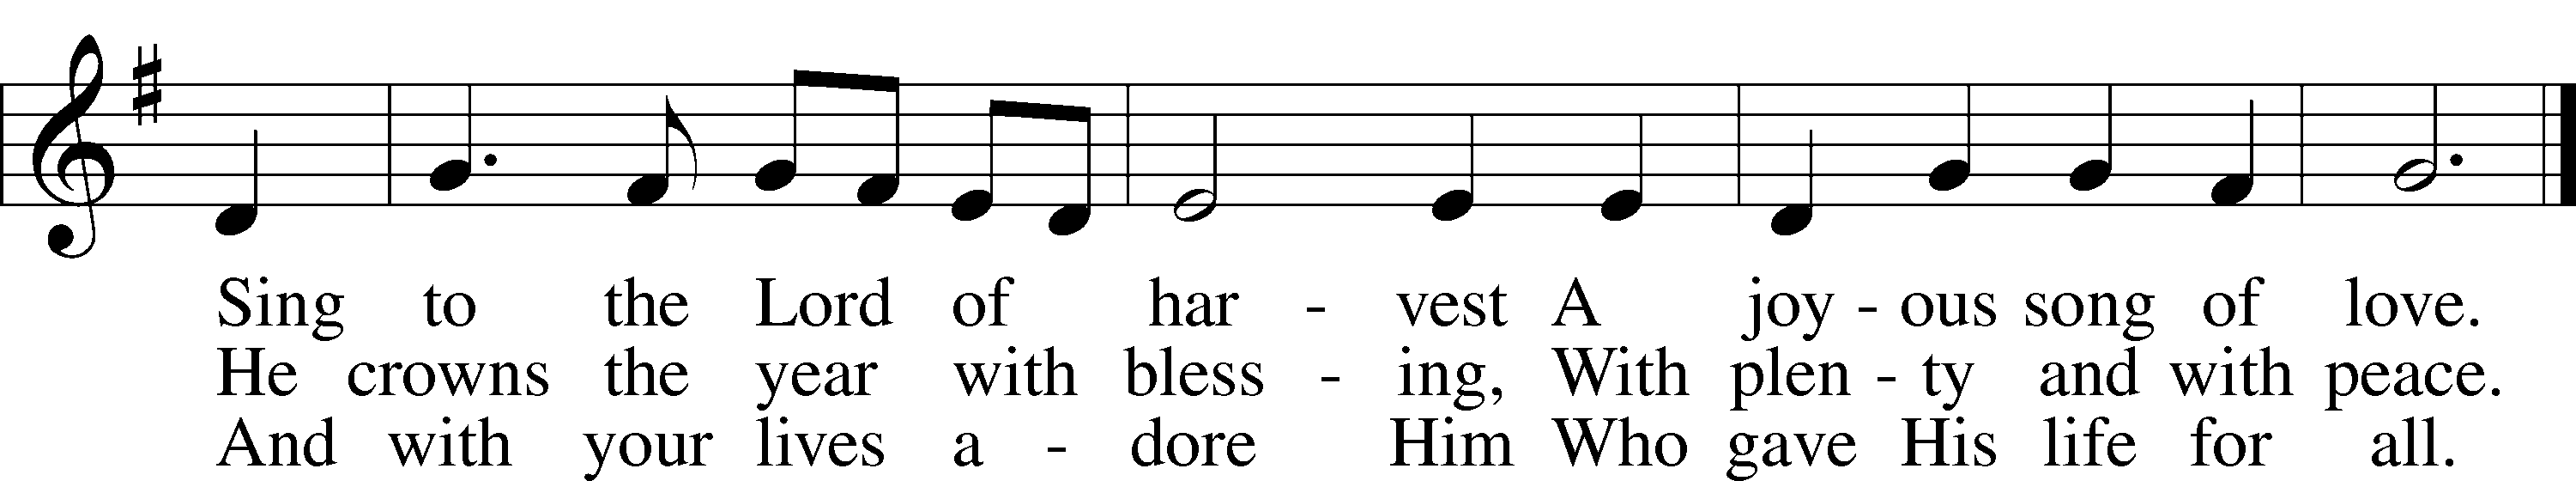 Sing to the Lord of har - vest A joy - ous song of love.
He crowns the year with bless - ing, With plen - ty and with peace.
And with your lives a - dore Him Who gave His life for all.